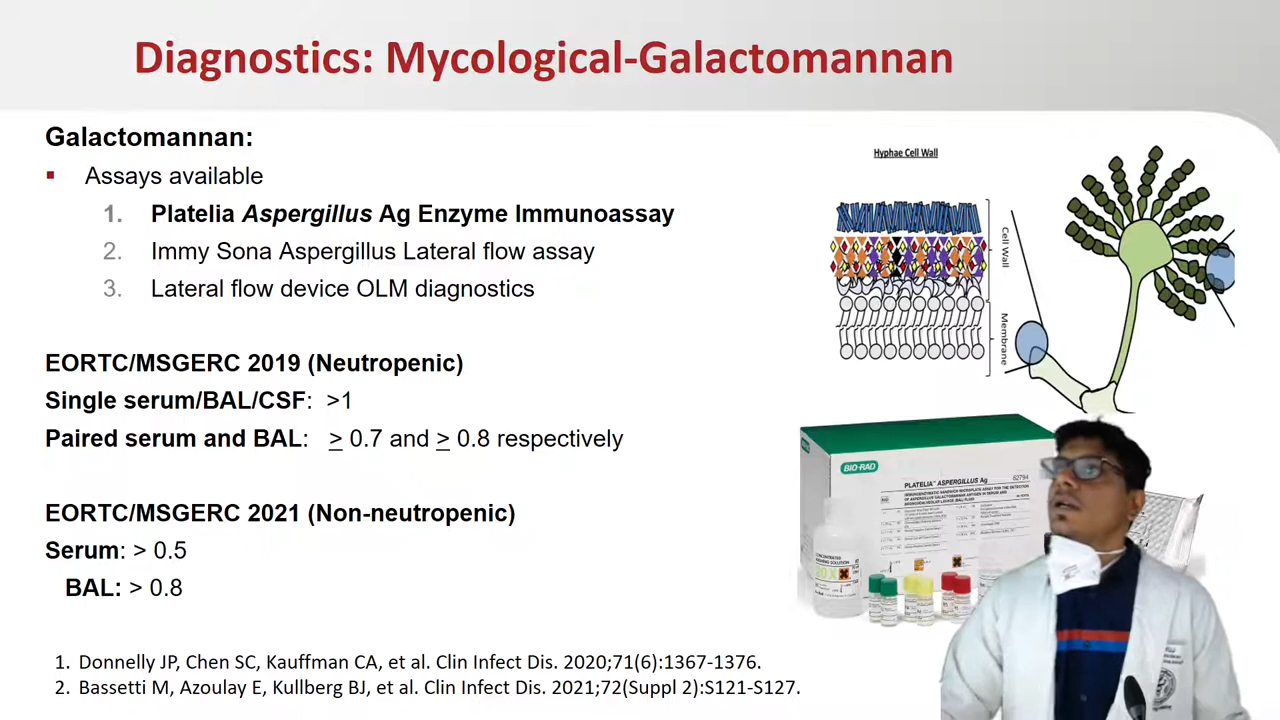 Diagnostics: Mycological-Galactomannan
Galactomannan:
▪ Assays available
1. Platelia Aspergillus Ag Enzyme Immunoassay
2. Immy Sona Aspergillus Lateral flow assay
3. Lateral flow device OLM diagnostics
EORTC/MSGERC 2019 (Neutropenic)
Single serum/BAL/CSF: >1
Paired serum and BAL: ≥ 0.7 and ≥ 0.8 respectively
EORTC/MSGERC 2021 (Non-neutropenic)
Serum: > 0.5
BAL: > 0.8
1. Donnelly JP, Chen SC, Kauffman CA, et al. Clin Infect Dis. 2020;71(6):1367-1376.
2. Bassetti M, Azoulay E, Kullberg BJ, et al. Clin Infect Dis. 2021;72(Suppl 2):S121-S127.
Hyphae Cell Wall
Cell Wall
Membrane
BIO-RAD
PLATELIA™ ASPERGILLUS Ag
62794
20X